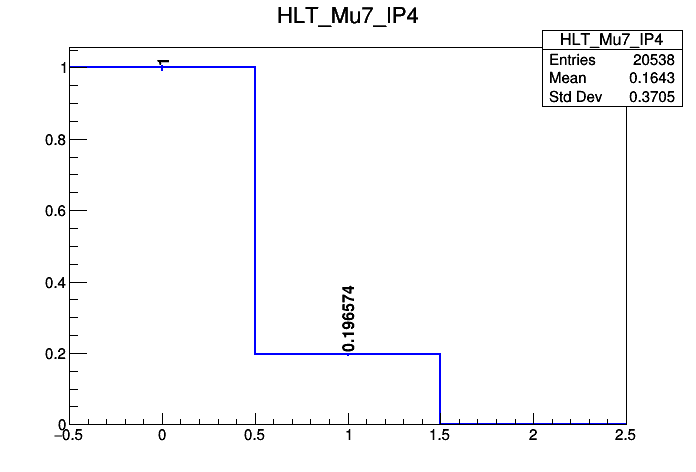 HLT_Mu7_IP4
HLT_Mu7_IP4
Entries 20538
Mean 0.1643
Std Dev 0.3705
1
0.8
0.6
0.4
0.2
0
1
0.196574
−0.5 0 0.5 1 1.5 2 2.5